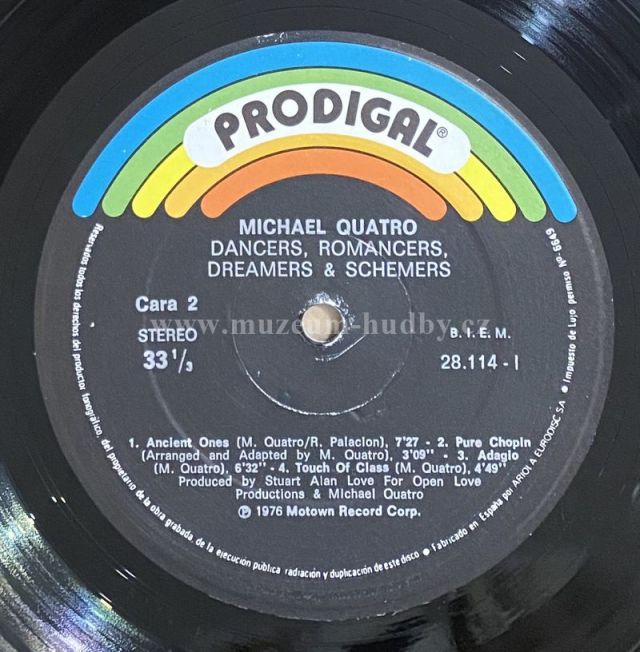 PRODIGAL®
MICHAEL QUATRO
DANCERS, ROMANCERS,
DREAMERS & SCHEMERS
Cara 2
STEREO
33 1/3
B. I. E. M.
28.114 - I
www.muzeum-hudby.cz
1. Ancient Ones (M. Quatro/R. Palacion), 7'27 - 2. Pure Chopin
(Arranged and Adapted by M. Quatro), 3'09'' - 3. Adagio
(M. Quatro), 6'32'' - 4. Touch Of Class (M. Quatro), 4'49''
Produced by Stuart Alan Love For Open Love
Productions & Michael Quatro
℗ 1976 Motown Record Corp.
Reservados todos los derechos del productor fonográfico, del propietario de la obra grabada, de la ejecución pública radiación y duplicación de este disco ● Fabricado en España por ARIOLA EURODISC SA ● Impuesto de Lujo permiso Nº-6649